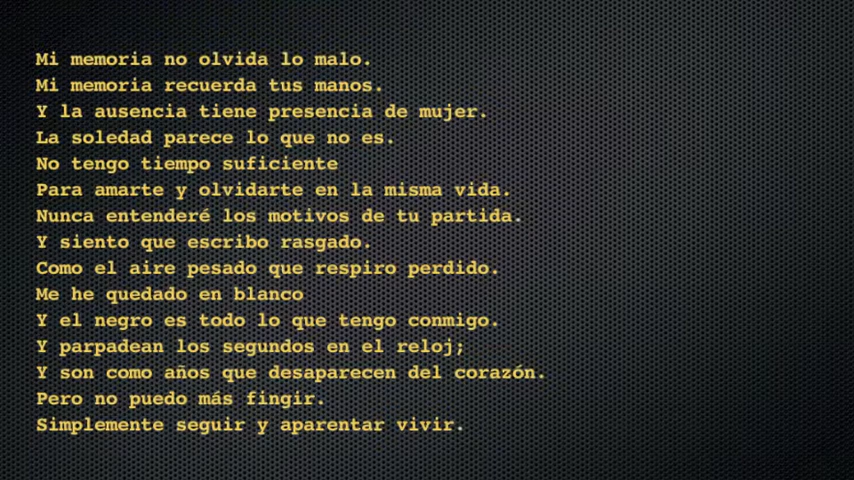 Mi memoria no olvida lo malo.
Mi memoria recuerda tus manos.
Y la ausencia tiene presencia de mujer.
La soledad parece lo que no es.
No tengo tiempo suficiente
Para amarte y olvidarte en la misma vida.
Nunca entenderé los motivos de tu partida.
Y siento que escribo rasgado.
Como el aire pesado que respiro perdido.
Me he quedado en blanco
Y el negro es todo lo que tengo conmigo.
Y parpadean los segundos en el reloj;
Y son como años que desaparecen del corazón.
Pero no puedo más fingir.
Simplemente seguir y aparentar vivir.